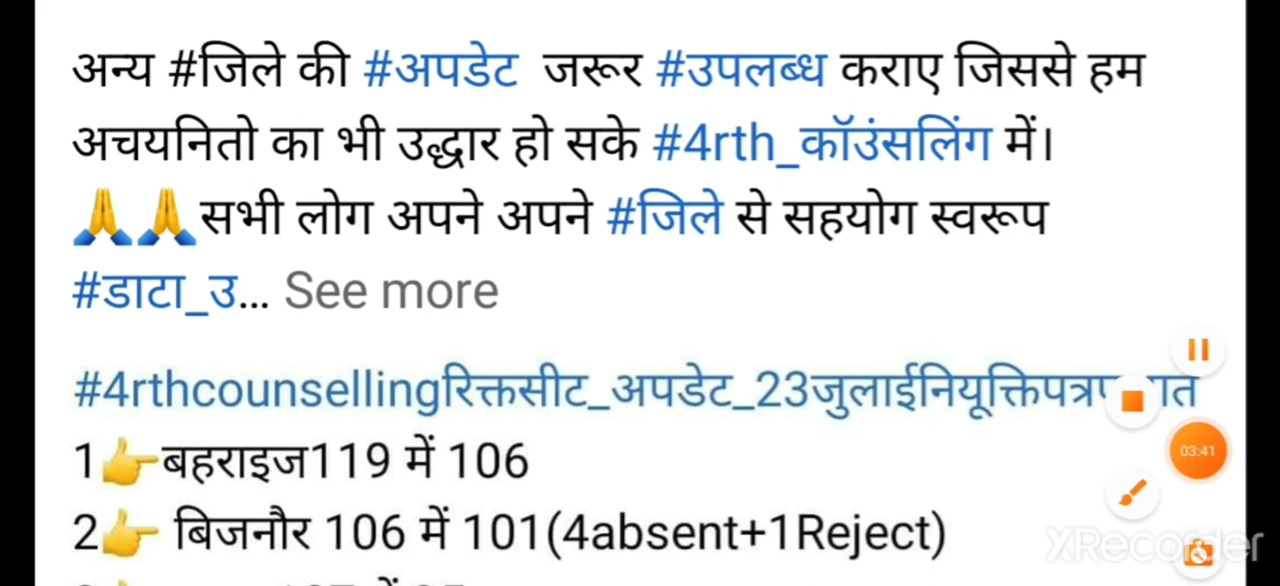 अन्य #जिले की #अपडेट जरूर #उपलब्ध कराए जिससे हम
अचयनितो का भी उद्धार हो सके #4rth_कॉउंसलिंग में।
🙏🙏सभी लोग अपने अपने #जिले से सहयोग स्वरूप
#डाटा_उ... See more
#4rthcounsellingरिक्तसीट_अपडेट_23जुलाईनियूक्तिपत्र
1👉बहराइज119 में 106
03:41
2👉 बिजनौर 106 में 101(4absent+1Reject)
XRecorder